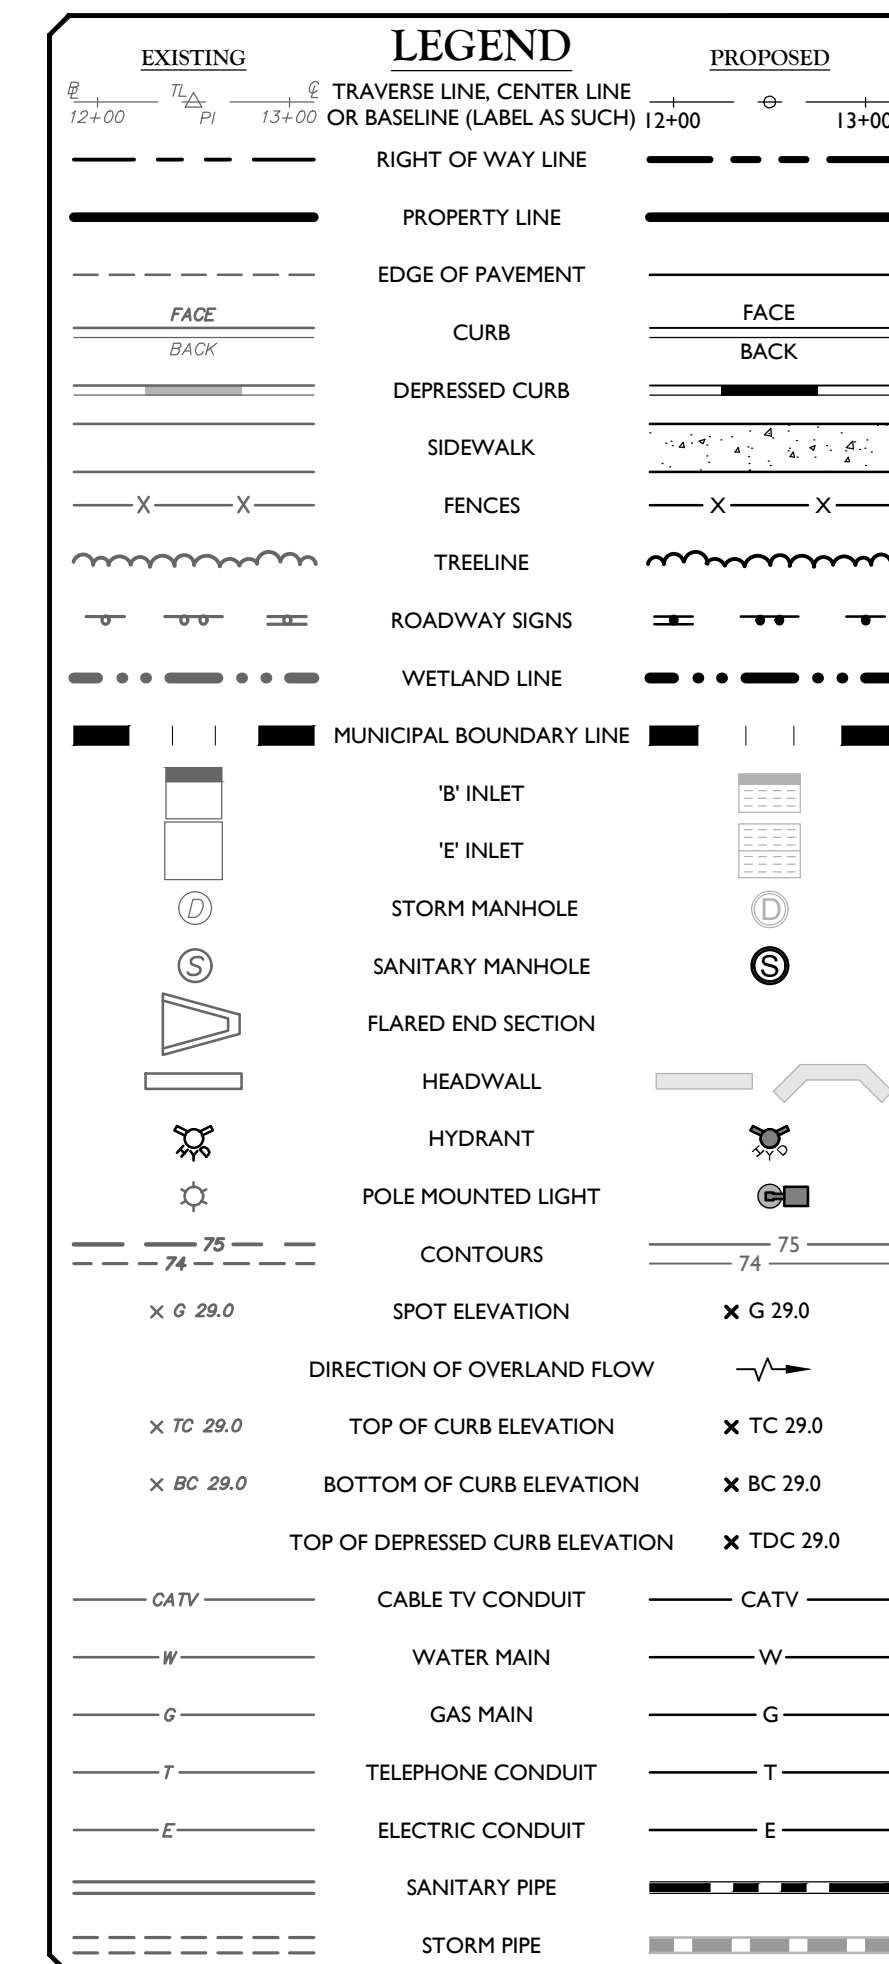 LEGEND
EXISTING
PROPOSED
TL
12+00
PI
13+00
TRAVERSE LINE, CENTER LINE
OR BASELINE (LABEL AS SUCH)
12+00
13+00
RIGHT OF WAY LINE
PROPERTY LINE
EDGE OF PAVEMENT
FACE
BACK
CURB
FACE
BACK
DEPRESSED CURB
SIDEWALK
X X
FENCES
X X
TREELINE
ROADWAY SIGNS
WETLAND LINE
MUNICIPAL BOUNDARY LINE
'B' INLET
'E' INLET
D
STORM MANHOLE
D
S
SANITARY MANHOLE
S
FLARED END SECTION
HEADWALL
HYD
HYDRANT
HYD
POLE MOUNTED LIGHT
75
74
CONTOURS
75
74
× G 29.0
SPOT ELEVATION
× G 29.0
DIRECTION OF OVERLAND FLOW
× TC 29.0
TOP OF CURB ELEVATION
× TC 29.0
× BC 29.0
BOTTOM OF CURB ELEVATION
× BC 29.0
TOP OF DEPRESSED CURB ELEVATION
× TDC 29.0
CATV
CABLE TV CONDUIT
CATV
W
WATER MAIN
W
G
GAS MAIN
G
T
TELEPHONE CONDUIT
T
E
ELECTRIC CONDUIT
E
SANITARY PIPE
STORM PIPE